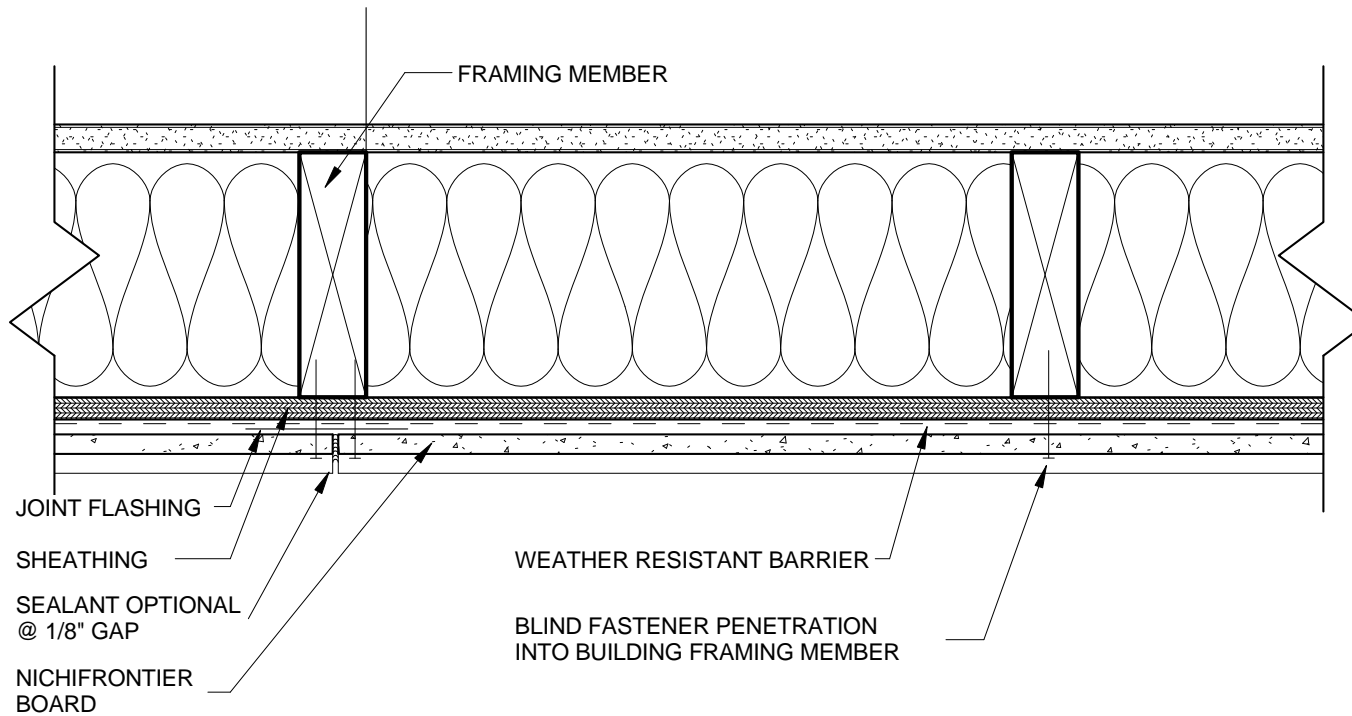 FRAMING MEMBER
JOINT FLASHING
SHEATHING
SEALANT OPTIONAL
@ 1/8" GAP
NICHIFRONTIER
BOARD
WEATHER RESISTANT BARRIER
BLIND FASTENER PENETRATION
INTO BUILDING FRAMING MEMBER